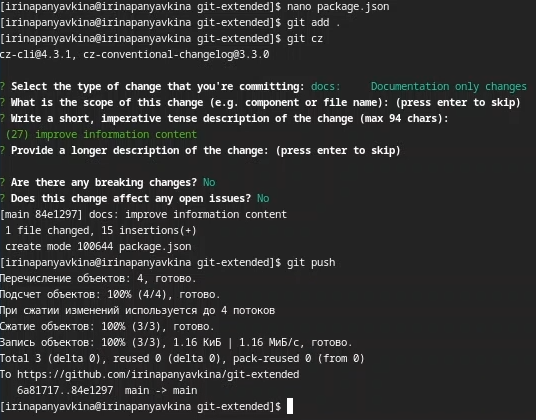 [irinapanyavkina@irinapanyavkina git-extended]$ nano package.json
[irinapanyavkina@irinapanyavkina git-extended]$ git add .
[irinapanyavkina@irinapanyavkina git-extended]$ git cz
cz-cli@4.3.1, cz-conventional-changelog@3.3.0
? Select the type of change that you're committing: docs:     Documentation only changes
? What is the scope of this change (e.g. component or file name): (press enter to skip)
? Write a short, imperative tense description of the change (max 94 chars):
 (27) improve information content
? Provide a longer description of the change: (press enter to skip)
? Are there any breaking changes? No
? Does this change affect any open issues? No
[main 84e1297] docs: improve information content
 1 file changed, 15 insertions(+)
 create mode 100644 package.json
[irinapanyavkina@irinapanyavkina git-extended]$ git push
Перечисление объектов: 4, готово.
Подсчет объектов: 100% (4/4), готово.
При сжатии изменений используется до 4 потоков
Сжатие объектов: 100% (3/3), готово.
Запись объектов: 100% (3/3), 1.16 КиБ | 1.16 МиБ/с, готово.
Total 3 (delta 0), reused 0 (delta 0), pack-reused 0 (from 0)
To https://github.com/irinapanyavkina/git-extended
   6a81717..84e1297  main -> main
[irinapanyavkina@irinapanyavkina git-extended]$